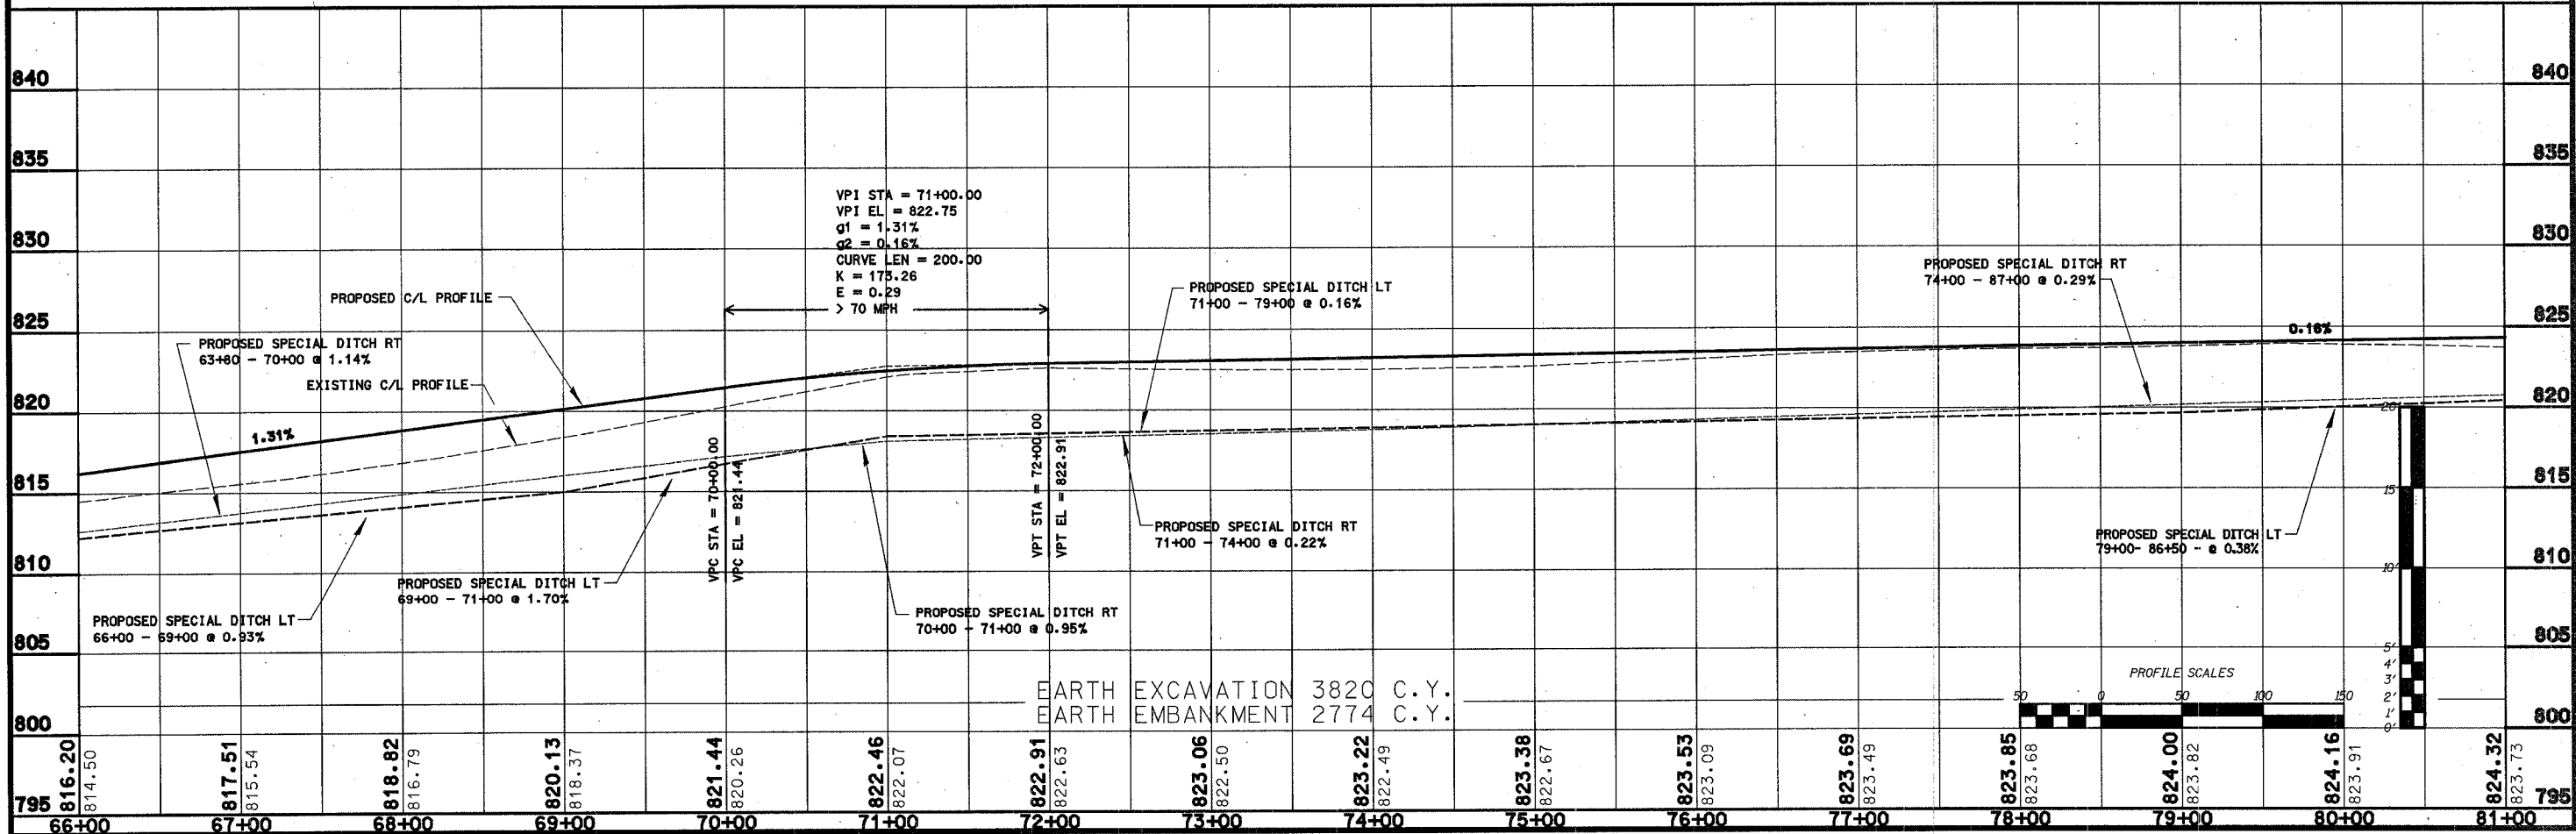 840
840
835
835
VPI STA = 71+00.00
VPI EL = 822.75
g1 = 1.31%
g2 = 0.16%
CURVE LEN = 200.00
K = 173.26
E = 0.29
> 70 MPH
830
830
PROPOSED C/L PROFILE
PROPOSED SPECIAL DITCH LT
71+00 - 79+00 @ 0.16%
PROPOSED SPECIAL DITCH RT
74+00 - 87+00 @ 0.29%
825
825
0.16%
PROPOSED SPECIAL DITCH RT
63+80 - 70+00 @ 1.14%
EXISTING C/L PROFILE
820
820
1.31%
VPC STA = 70+00.00
VPC EL = 821.44
VPT STA = 72+00.00
VPT EL = 822.91
815
815
PROPOSED SPECIAL DITCH RT
71+00 - 74+00 @ 0.22%
PROPOSED SPECIAL DITCH LT
79+00- 86+50 - @ 0.38%
810
810
PROPOSED SPECIAL DITCH LT
69+00 - 71+00 @ 1.70%
PROPOSED SPECIAL DITCH LT
66+00 - 69+00 @ 0.93%
PROPOSED SPECIAL DITCH RT
70+00 - 71+00 @ 0.95%
805
805
EARTH EXCAVATION 3820 C.Y.
EARTH EMBANKMENT 2774 C.Y.
PROFILE SCALES
50 0 50 100 150
20'
15'
10'
5'
4'
3'
2'
1'
0'
800
800
816.20
814.50
817.51
815.54
818.82
816.79
820.13
818.37
821.44
820.26
822.46
822.07
822.91
822.63
823.06
822.50
823.22
822.49
823.38
822.67
823.53
823.09
823.69
823.49
823.85
823.68
824.00
823.82
824.16
823.91
824.32
823.73
795
795
66+00 67+00 68+00 69+00 70+00 71+00 72+00 73+00 74+00 75+00 76+00 77+00 78+00 79+00 80+00 81+00